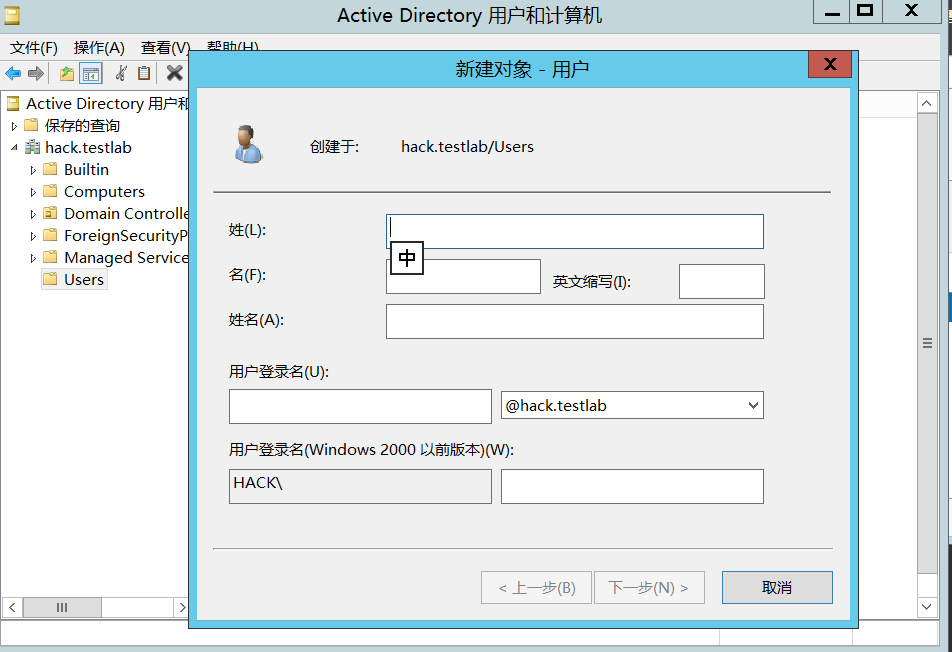 Active Directory 用户和计算机
文件(F) 操作(A) 查看(V) 帮助(H)
新建对象 - 用户
X
Active Directory 用户和
保存的查询
hack.testlab
Builtin
Computers
Domain Controlle
ForeignSecurityP
Managed Service
Users
创建于: hack.testlab/Users
姓(L):
中
名(F):
英文缩写(I):
姓名(A):
用户登录名(U):
@hack.testlab
用户登录名(Windows 2000 以前版本)(W):
HACK\
< 上一步(B) 下一步(N) > 取消